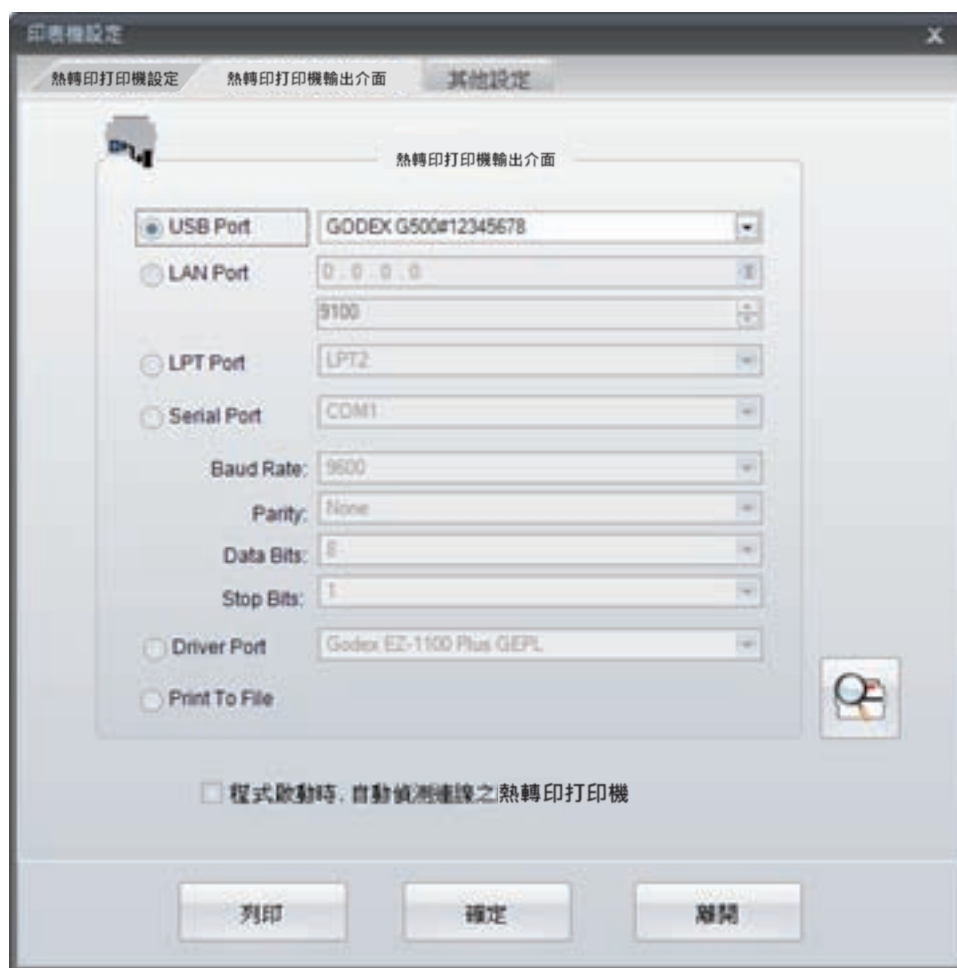 印表機設定
熱轉印打印機設定 熱轉印打印機輸出介面 其他設定
熱轉印打印機輸出介面
USB Port GODEX G500#12345678
LAN Port 0 . 0 . 0 . 0
9100
LPT Port LPT2
Serial Port COM1
Baud Rate: 9600
Parity: None
Data Bits: 8
Stop Bits: 1
Driver Port Godex EZ-1100 Plus GEPL
Print To File
程式啟動時, 自動偵測連線之熱轉印打印機
列印 確定 離開